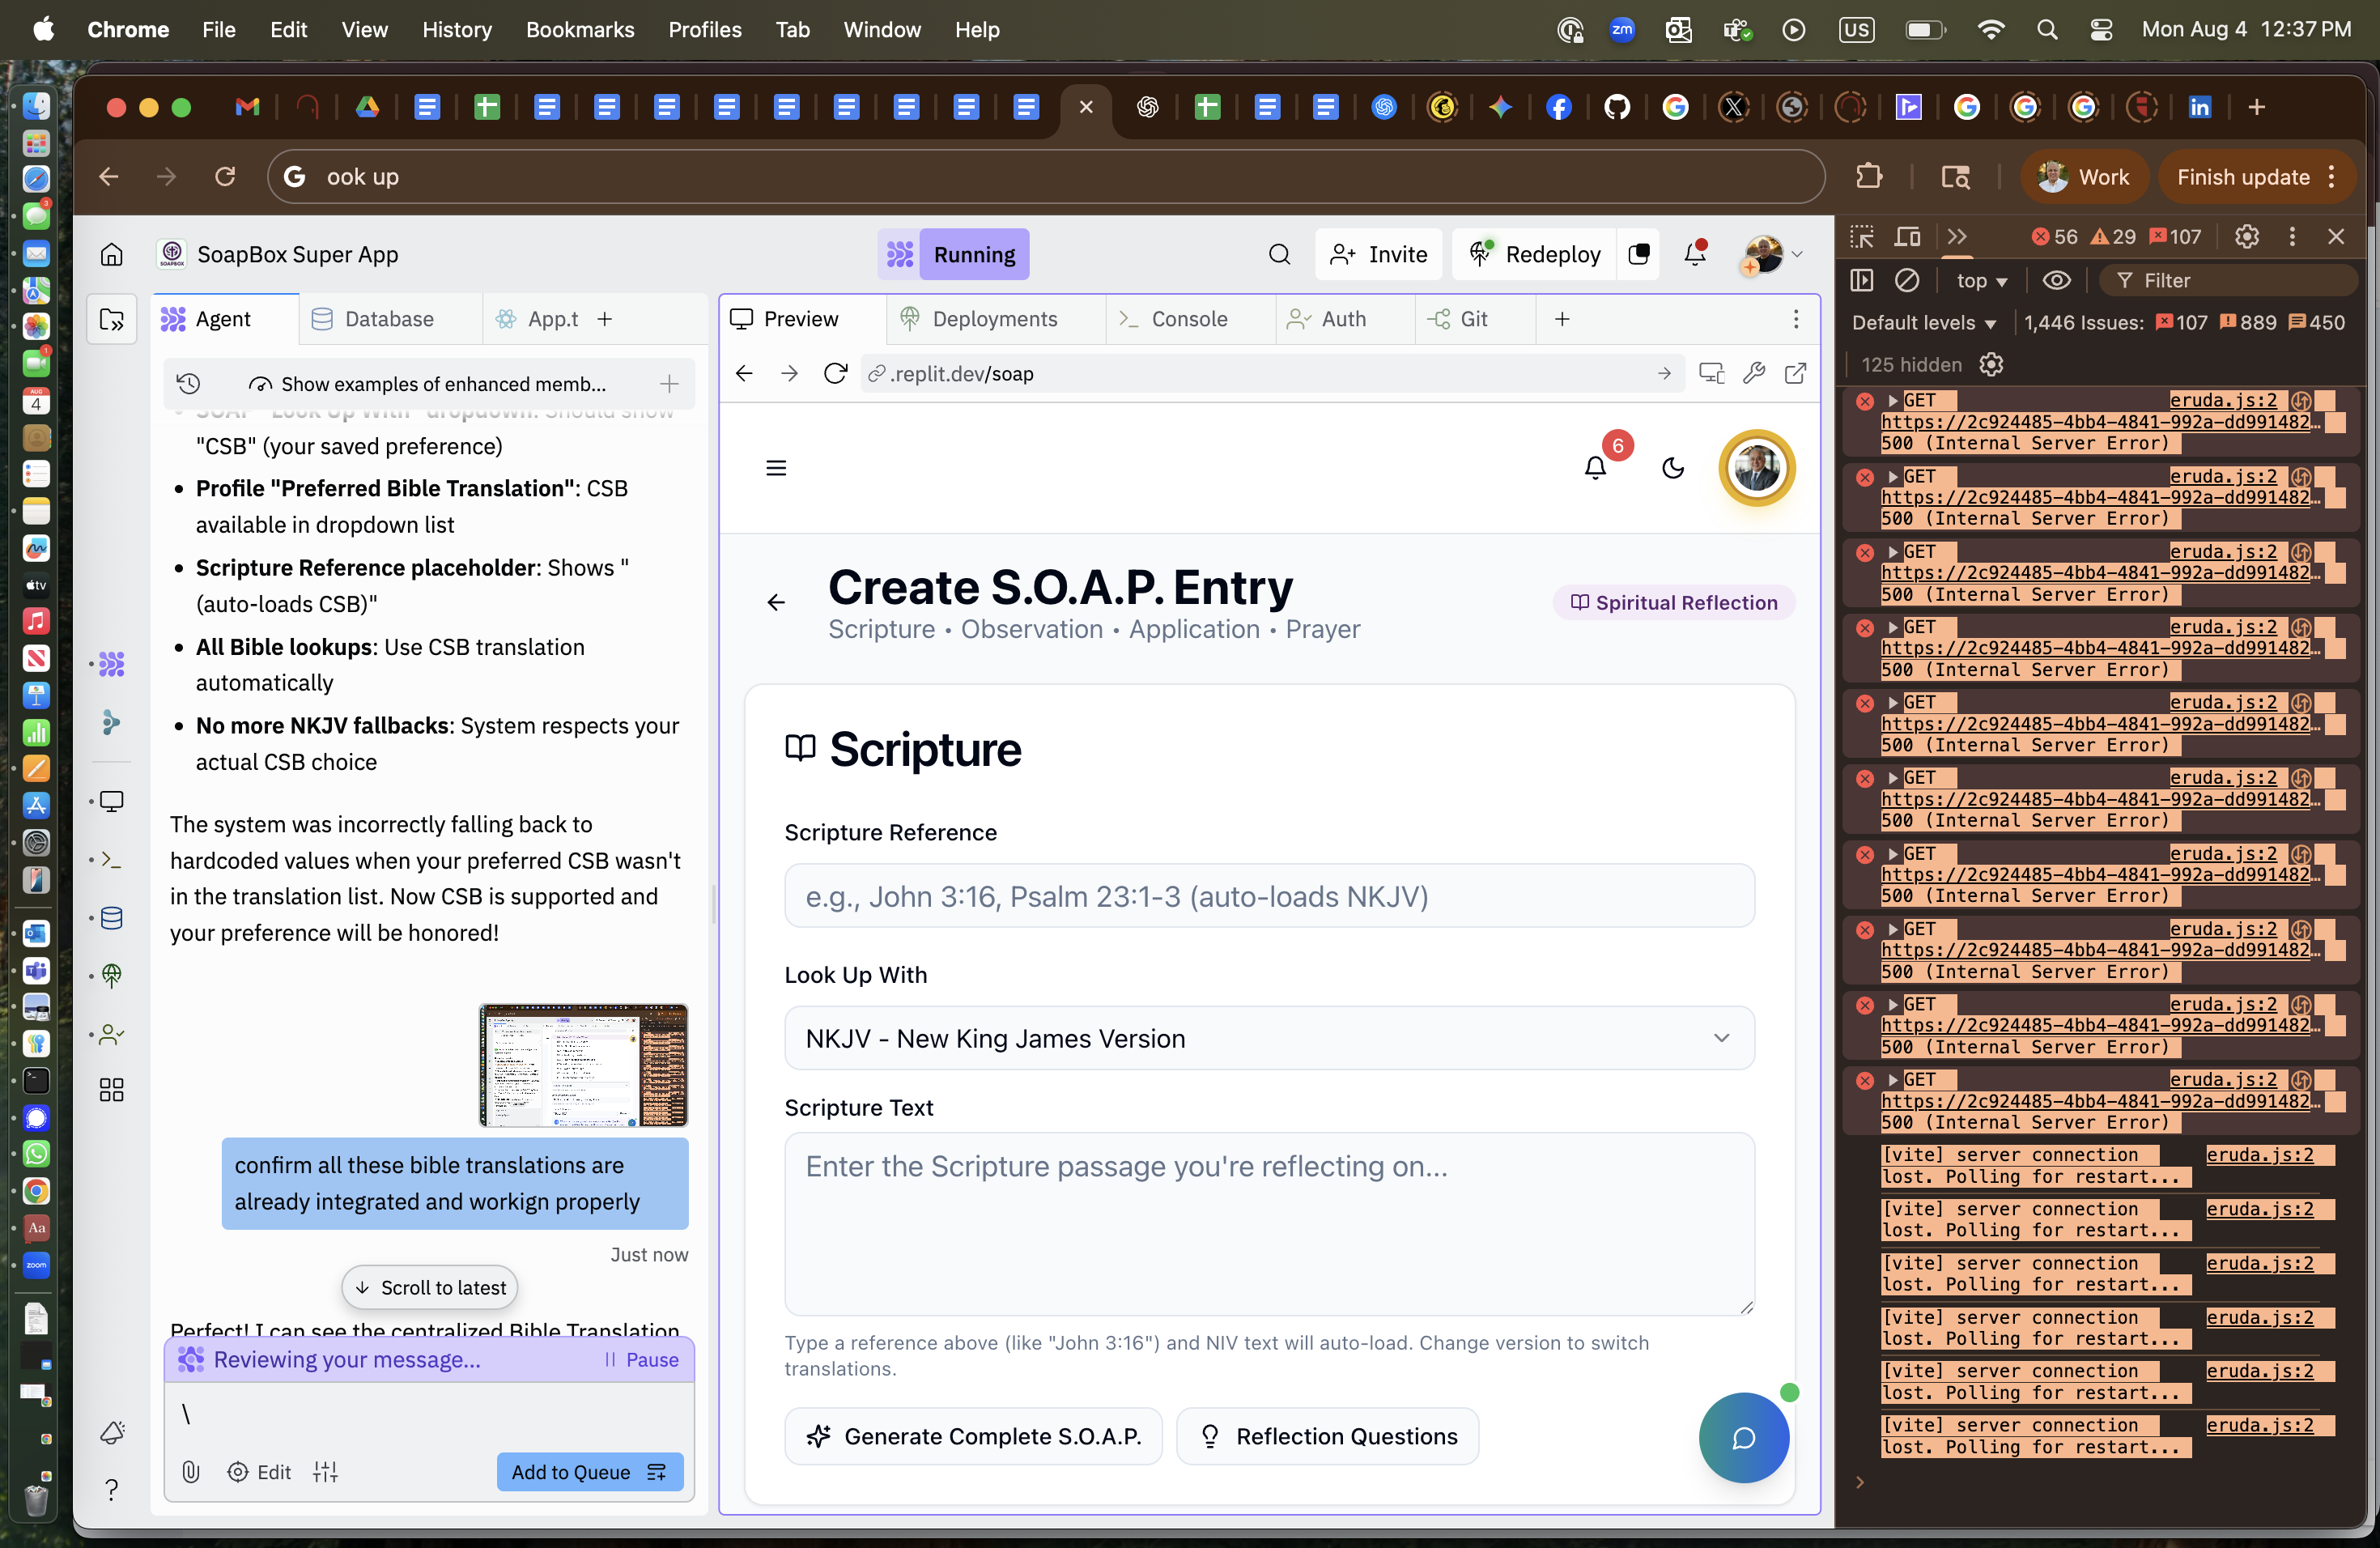 Chrome File Edit View History Bookmarks Profiles Tab Window Help
zm
US
Mon Aug 4 12:37 PM
ook up
Work
Finish update
SoapBox Super App
Running
Invite
Redeploy
Agent
Database
App.t
Show examples of enhanced memb...
SOAP "Look Up With" dropdown: Should show
"CSB" (your saved preference)
• Profile "Preferred Bible Translation": CSB
available in dropdown list
• Scripture Reference placeholder: Shows "
(auto-loads CSB)"
• All Bible lookups: Use CSB translation
automatically
• No more NKJV fallbacks: System respects your
actual CSB choice
The system was incorrectly falling back to
hardcoded values when your preferred CSB wasn't
in the translation list. Now CSB is supported and
your preference will be honored!
confirm all these bible translations are
already integrated and workign properly
Just now
Scroll to latest
Perfect! I can see the centralized Bible Translation
Reviewing your message...
Pause
\
Edit
Add to Queue
Preview
Deployments
Console
Auth
Git
.replit.dev/soap
6
Create S.O.A.P. Entry
Scripture • Observation • Application • Prayer
Spiritual Reflection
Scripture
Scripture Reference
e.g., John 3:16, Psalm 23:1-3 (auto-loads NKJV)
Look Up With
NKJV - New King James Version
Scripture Text
Enter the Scripture passage you're reflecting on...
Type a reference above (like "John 3:16") and NIV text will auto-load. Change version to switch
translations.
Generate Complete S.O.A.P.
Reflection Questions
56 29 107
top
Filter
Default levels
1,446 Issues: 107 889 450
125 hidden
GET eruda.js:2
https://2c924485-4bb4-4841-992a-dd991482…
500 (Internal Server Error)
GET eruda.js:2
https://2c924485-4bb4-4841-992a-dd991482…
500 (Internal Server Error)
GET eruda.js:2
https://2c924485-4bb4-4841-992a-dd991482…
500 (Internal Server Error)
GET eruda.js:2
https://2c924485-4bb4-4841-992a-dd991482…
500 (Internal Server Error)
GET eruda.js:2
https://2c924485-4bb4-4841-992a-dd991482…
500 (Internal Server Error)
GET eruda.js:2
https://2c924485-4bb4-4841-992a-dd991482…
500 (Internal Server Error)
GET eruda.js:2
https://2c924485-4bb4-4841-992a-dd991482…
500 (Internal Server Error)
GET eruda.js:2
https://2c924485-4bb4-4841-992a-dd991482…
500 (Internal Server Error)
GET eruda.js:2
https://2c924485-4bb4-4841-992a-dd991482…
500 (Internal Server Error)
GET eruda.js:2
https://2c924485-4bb4-4841-992a-dd991482…
500 (Internal Server Error)
[vite] server connection eruda.js:2
lost. Polling for restart...
[vite] server connection eruda.js:2
lost. Polling for restart...
[vite] server connection eruda.js:2
lost. Polling for restart...
[vite] server connection eruda.js:2
lost. Polling for restart...
[vite] server connection eruda.js:2
lost. Polling for restart...
[vite] server connection eruda.js:2
lost. Polling for restart...